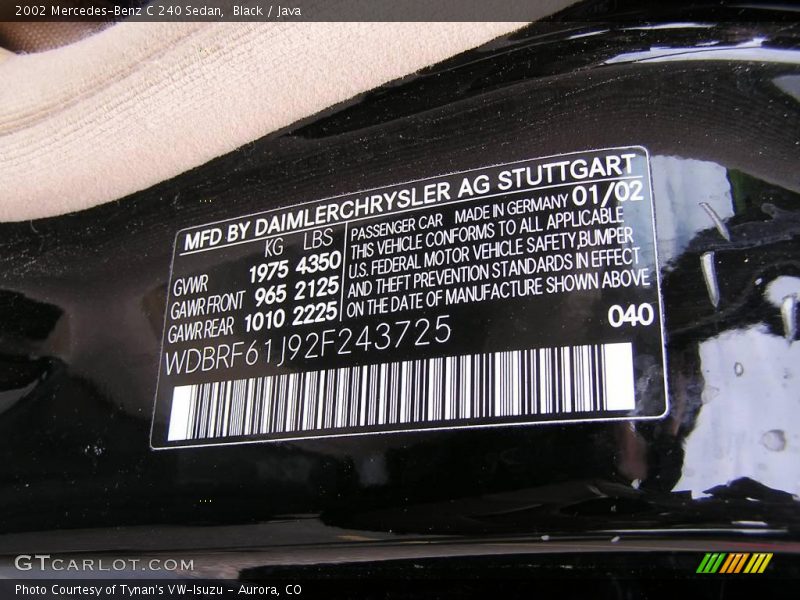 2002 Mercedes-Benz C 240 Sedan,  Black / Java
MFD BY DAIMLERCHRYSLER AG STUTTGART
KG LBS
GVWR 1975 4350
GAWR FRONT 965 2125
GAWR REAR 1010 2225
PASSENGER CAR MADE IN GERMANY 01/02
THIS VEHICLE CONFORMS TO ALL APPLICABLE
U.S. FEDERAL MOTOR VEHICLE SAFETY,BUMPER
AND THEFT PREVENTION STANDARDS IN EFFECT
ON THE DATE OF MANUFACTURE SHOWN ABOVE
040
WDBRF61J92F243725
GTCARLOT.COM
Photo Courtesy of Tynan's VW-Isuzu - Aurora, CO